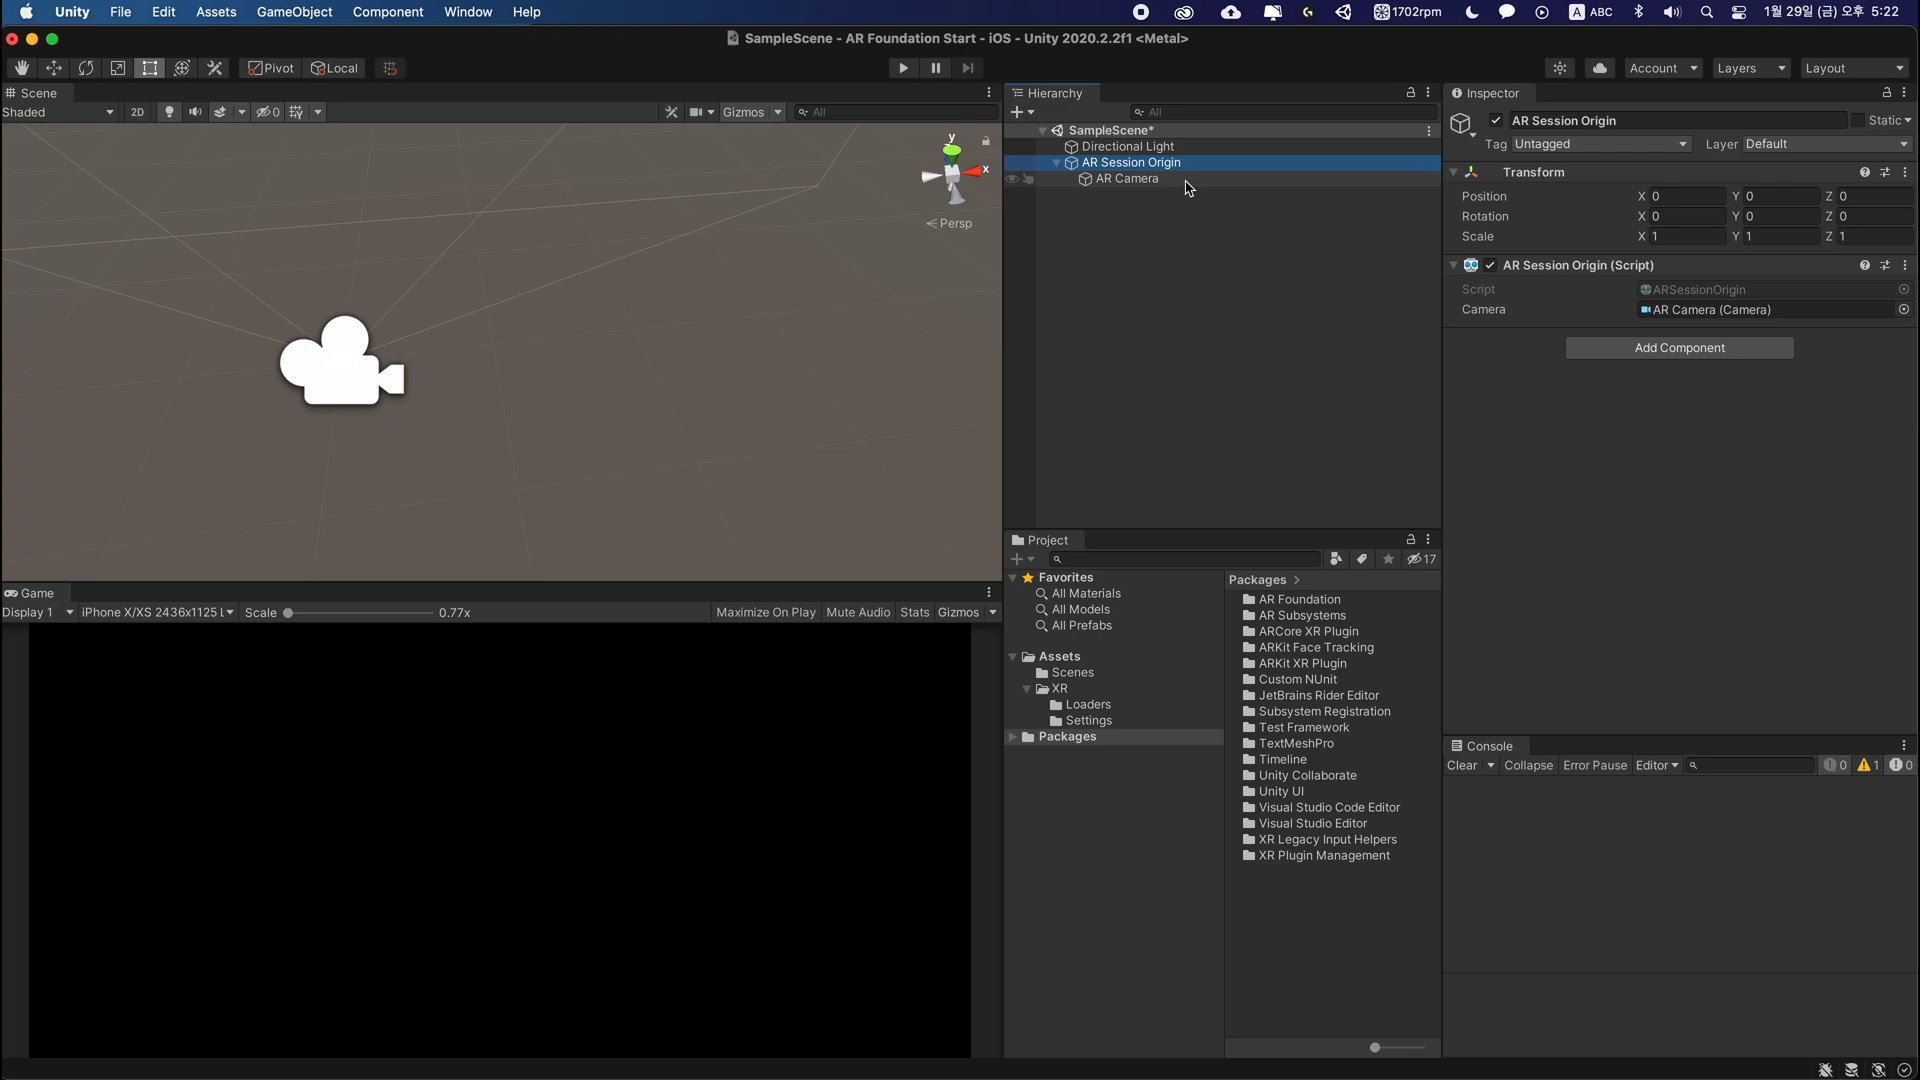 Unity File Edit Assets GameObject Component Window Help 1702rpm A ABC 1월 29일 (금) 오후 5:22
SampleScene - AR Foundation Start - iOS - Unity 2020.2.2f1 <Metal>
Pivot Local Account Layers Layout
Scene
Shaded 2D 0 Gizmos All
y
x
Persp
Game
Display 1 iPhone X/XS 2436x1125 L Scale 0.77x Maximize On Play Mute Audio Stats Gizmos
Hierarchy
All
SampleScene*
Directional Light
AR Session Origin
AR Camera
Project
17
Favorites
All Materials
All Models
All Prefabs
Assets
Scenes
XR
Loaders
Settings
Packages
Packages >
AR Foundation
AR Subsystems
ARCore XR Plugin
ARKit Face Tracking
ARKit XR Plugin
Custom NUnit
JetBrains Rider Editor
Subsystem Registration
Test Framework
TextMeshPro
Timeline
Unity Collaborate
Unity UI
Visual Studio Code Editor
Visual Studio Editor
XR Legacy Input Helpers
XR Plugin Management
Inspector
AR Session Origin Static
Tag Untagged Layer Default
Transform
Position X 0 Y 0 Z 0
Rotation X 0 Y 0 Z 0
Scale X 1 Y 1 Z 1
AR Session Origin (Script)
Script ARSessionOrigin
Camera AR Camera (Camera)
Add Component
Console
Clear Collapse Error Pause Editor 0 1 0